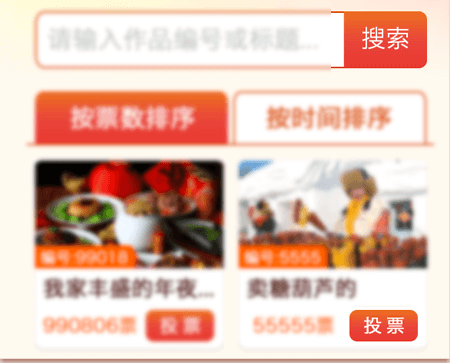 请输入作品编号或标题...
搜索
按票数排序
按时间排序
编号:99018
编号:5555
我家丰盛的年夜...
卖糖葫芦的
990806票
投票
55555票
投票